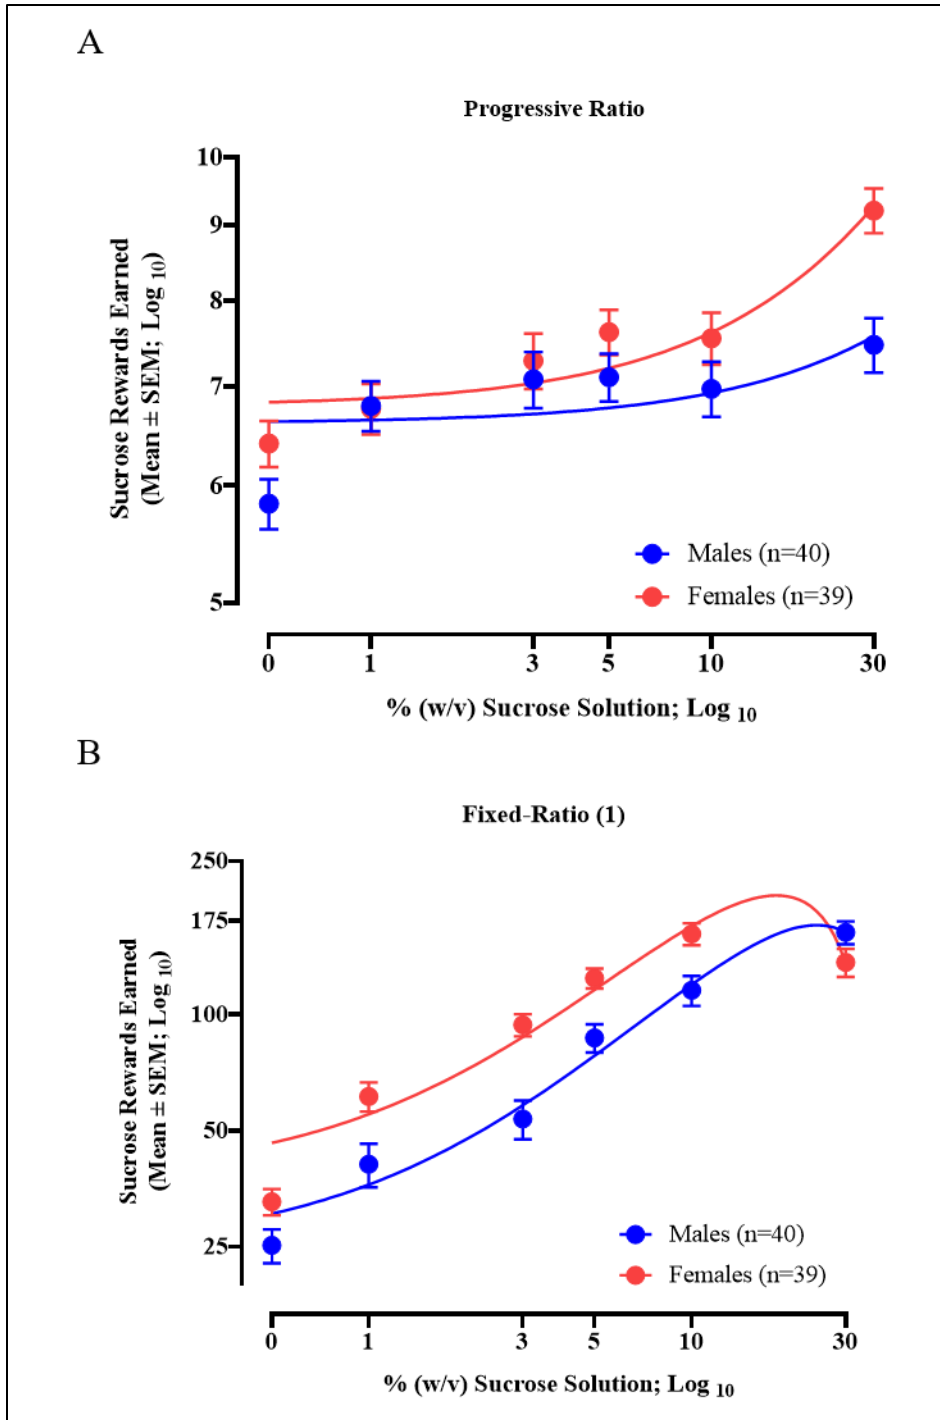 A
Progressive Ratio
10
9
8
7
6
5
Sucrose Rewards Earned
(Mean ± SEM; Log 10)
Males (n=40)
Females (n=39)
0 1 3 5 10 30
% (w/v) Sucrose Solution; Log 10
B
Fixed-Ratio (1)
250
175
100
50
25
Sucrose Rewards Earned
(Mean ± SEM; Log 10)
Males (n=40)
Females (n=39)
0 1 3 5 10 30
% (w/v) Sucrose Solution; Log 10